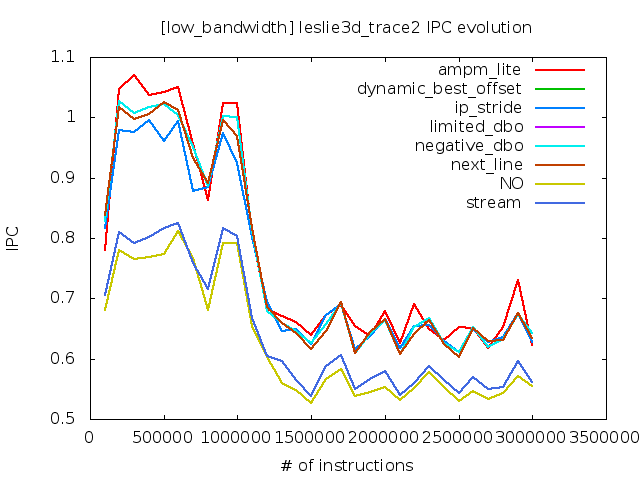 [low_bandwidth] leslie3d_trace2 IPC evolution
1.1
1
0.9
0.8
0.7
0.6
0.5
IPC
ampm_lite
dynamic_best_offset
ip_stride
limited_dbo
negative_dbo
next_line
NO
stream
0 500000 1000000 1500000 2000000 2500000 3000000 3500000
# of instructions